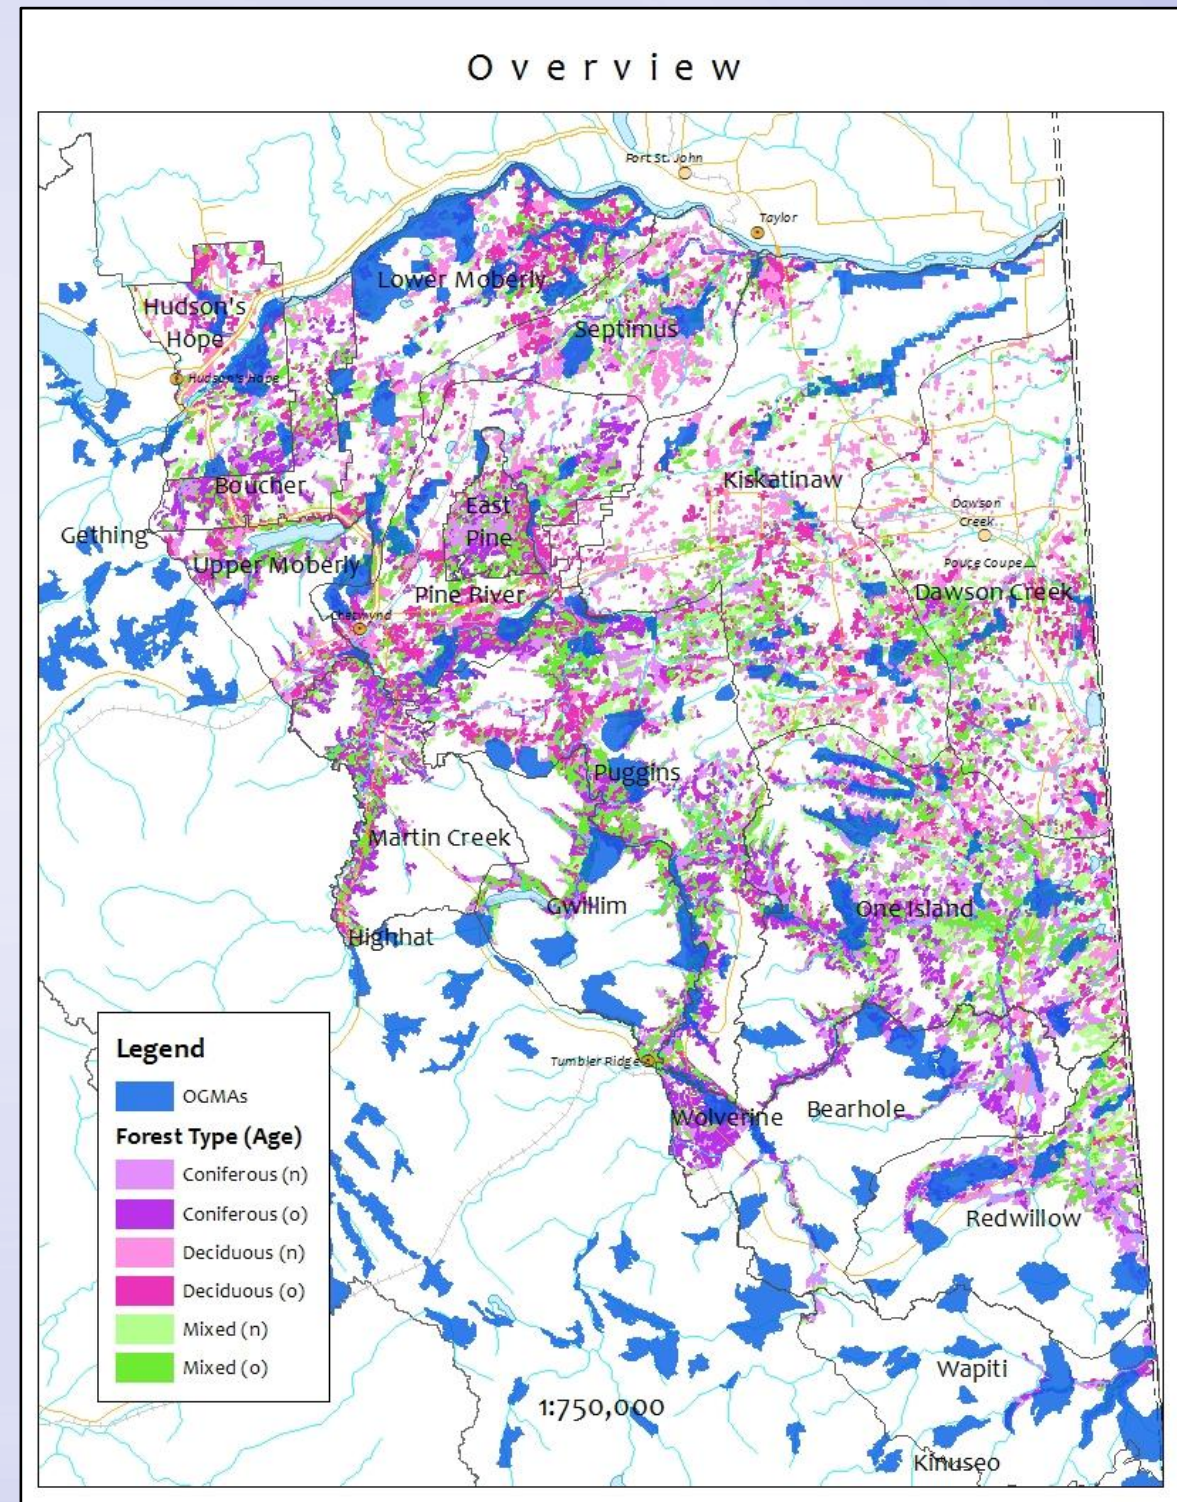 Overview
Fort St. John
Taylor
Lower Moberly
Hudson's
Hope
Septimus
Hudson's Hope
Kiskatinaw
Boucher
East
Pine
Dawson
Creek
Gething
Upper Moberly
Pouce Coupe
Pine River
Dawson Creek
Chetwynd
Puggins
Martin Creek
Gwillim
One Island
Highhat
Legend
OGMAs
Forest Type (Age)
Coniferous (n)
Coniferous (o)
Deciduous (n)
Deciduous (o)
Mixed (n)
Mixed (o)
Tumbler Ridge
Wolverine
Bearhole
Redwillow
Wapiti
1:750,000
Kinuseo